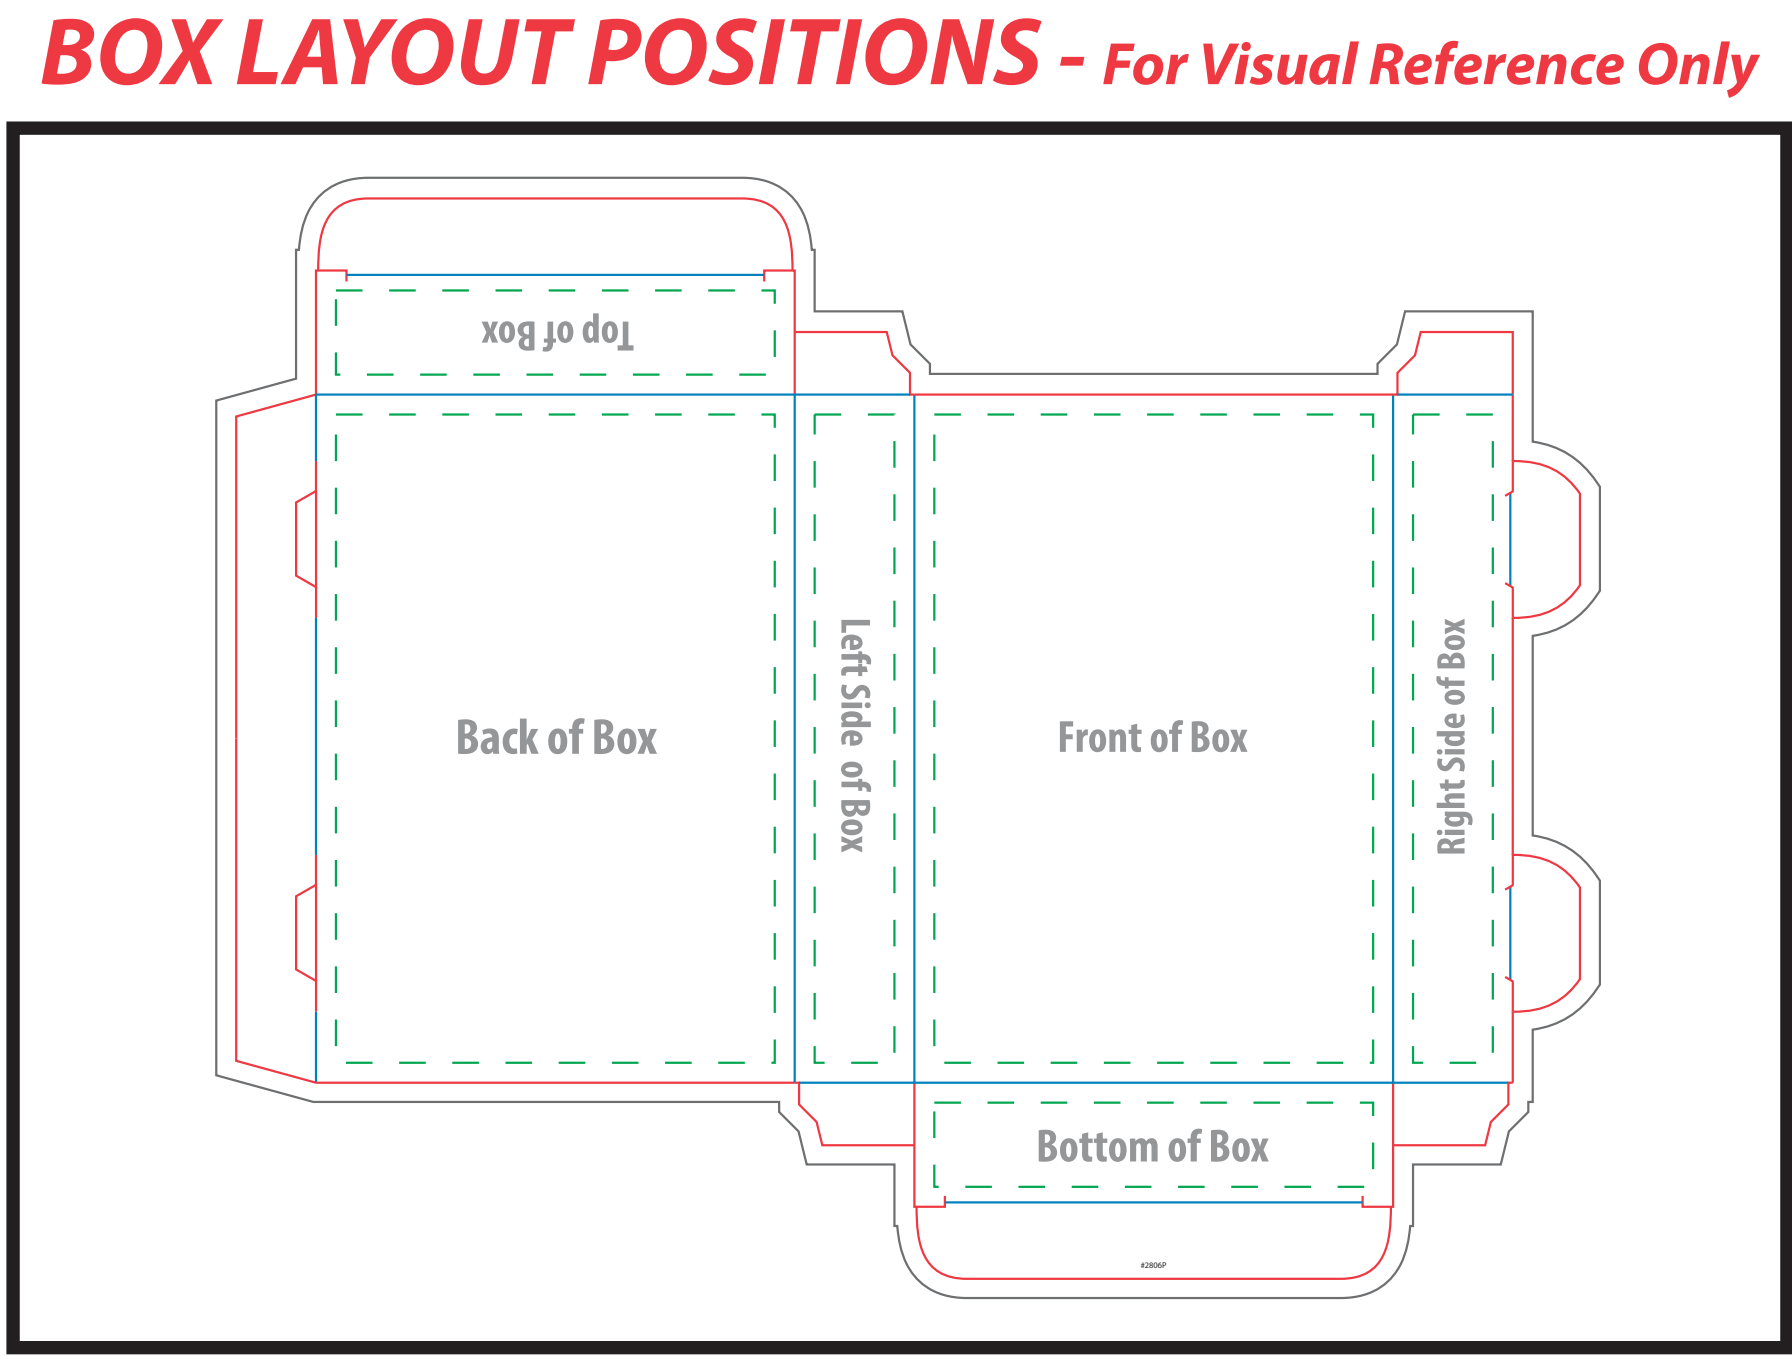 BOX LAYOUT POSITIONS - For Visual Reference Only
Top of Box
Back of Box
Left Side of Box
Front of Box
Right Side of Box
Bottom of Box
#2806P